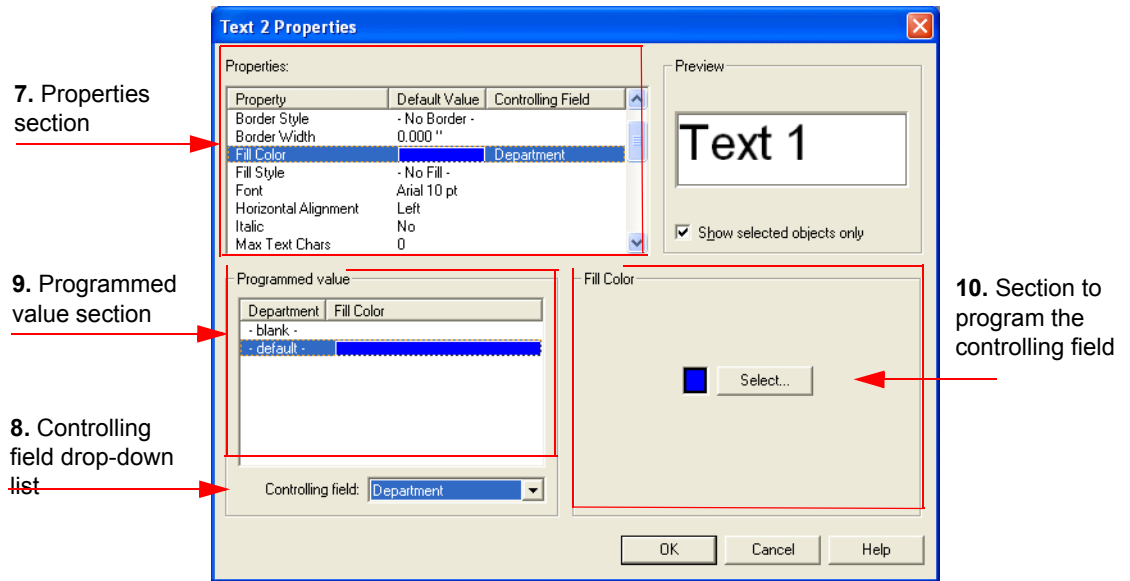 Text 2 Properties
7. Properties
section
Properties:
Property Default Value Controlling Field
Border Style - No Border -
Border Width 0.000 "
Fill Color Department
Fill Style - No Fill -
Font Arial 10 pt
Horizontal Alignment Left
Italic No
Max Text Chars 0
Preview
Text 1
Show selected objects only
9. Programmed
value section
Programmed value
Department Fill Color
- blank -
- default -
8. Controlling
field drop-down
list
Controlling field: Department
Fill Color
Select...
10. Section to
program the
controlling field
OK Cancel Help